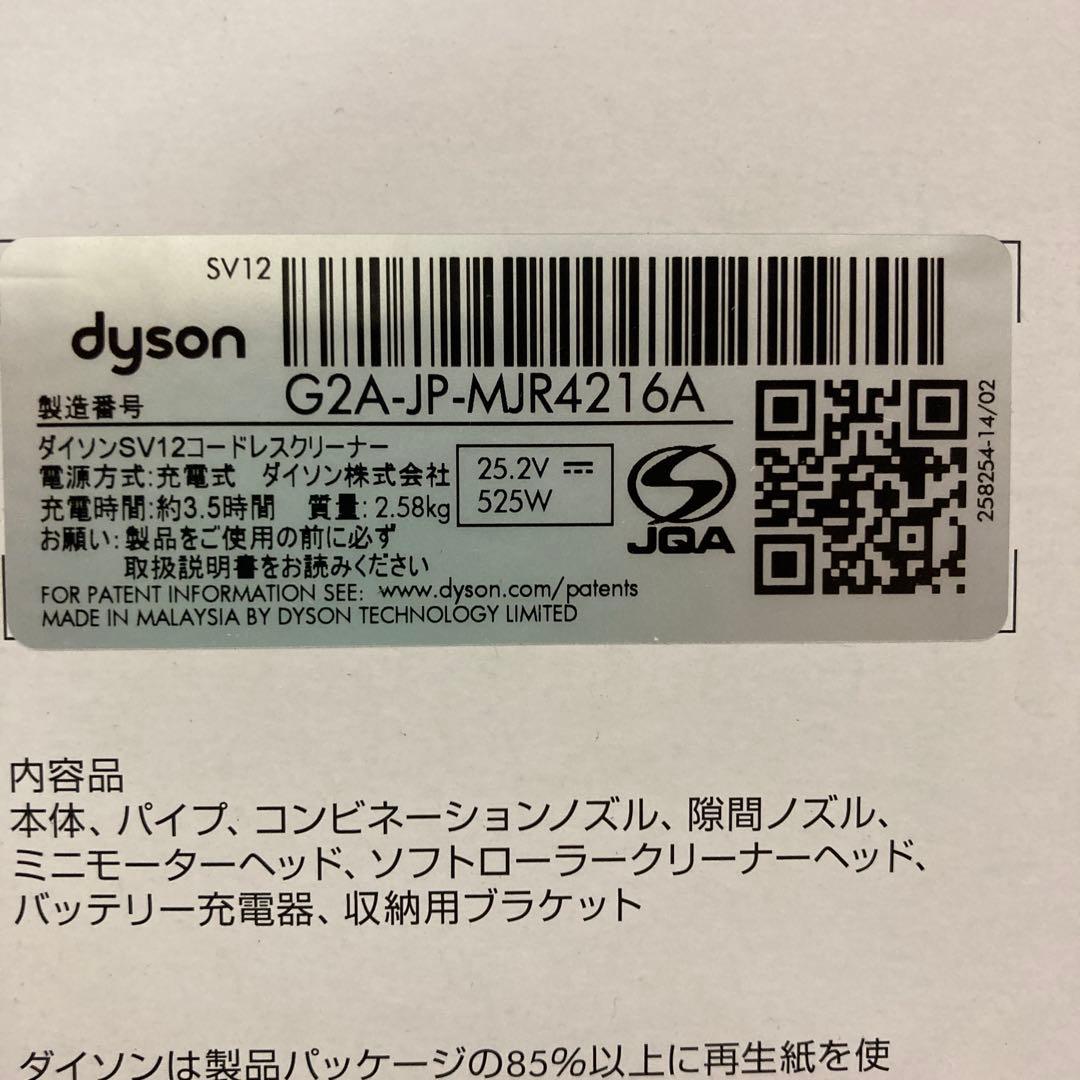 SV12
dyson
製造番号 G2A-JP-MJR4216A
ダイソンSV12コードレスクリーナー
電源方式:充電式 ダイソン株式会社
充電時間:約3.5時間 質量:2.58kg
お願い:製品をご使用の前に必ず
取扱説明書をお読みください
FOR PATENT INFORMATION SEE: www.dyson.com/patents
MADE IN MALAYSIA BY DYSON TECHNOLOGY LIMITED
25.2V
525W
JQA
258254-14/02
内容品
本体、パイプ、コンビネーションノズル、隙間ノズル、
ミニモーターヘッド、ソフトローラークリーナーヘッド、
バッテリー充電器、収納用ブラケット
ダイソンは製品パッケージの85%以上に再生紙を使